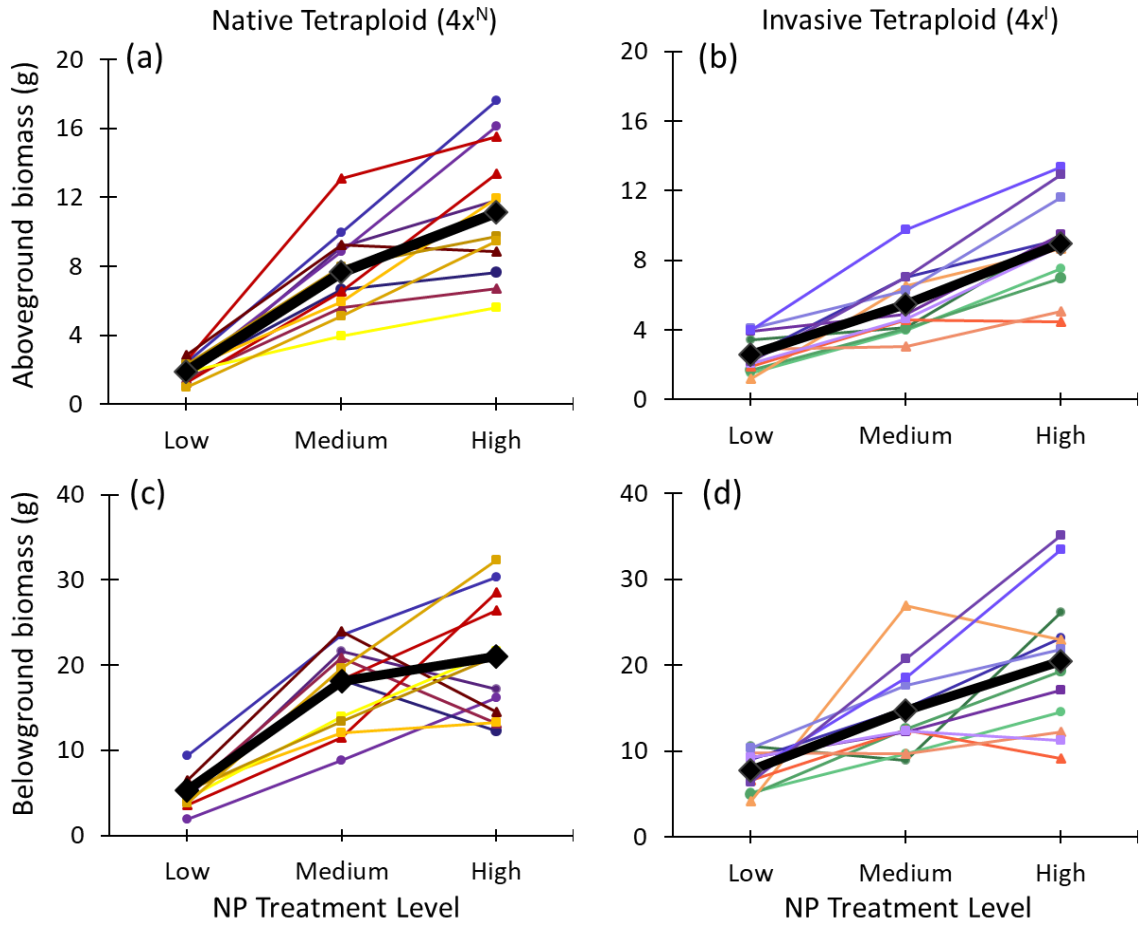 Native Tetraploid (4xᴺ)
Invasive Tetraploid (4xᴵ)
(a)
Aboveground biomass (g)
20
16
12
8
4
0
Low Medium High
(b)
20
16
12
8
4
0
Low Medium High
(c)
Belowground biomass (g)
40
30
20
10
0
Low Medium High
NP Treatment Level
(d)
40
30
20
10
0
Low Medium High
NP Treatment Level